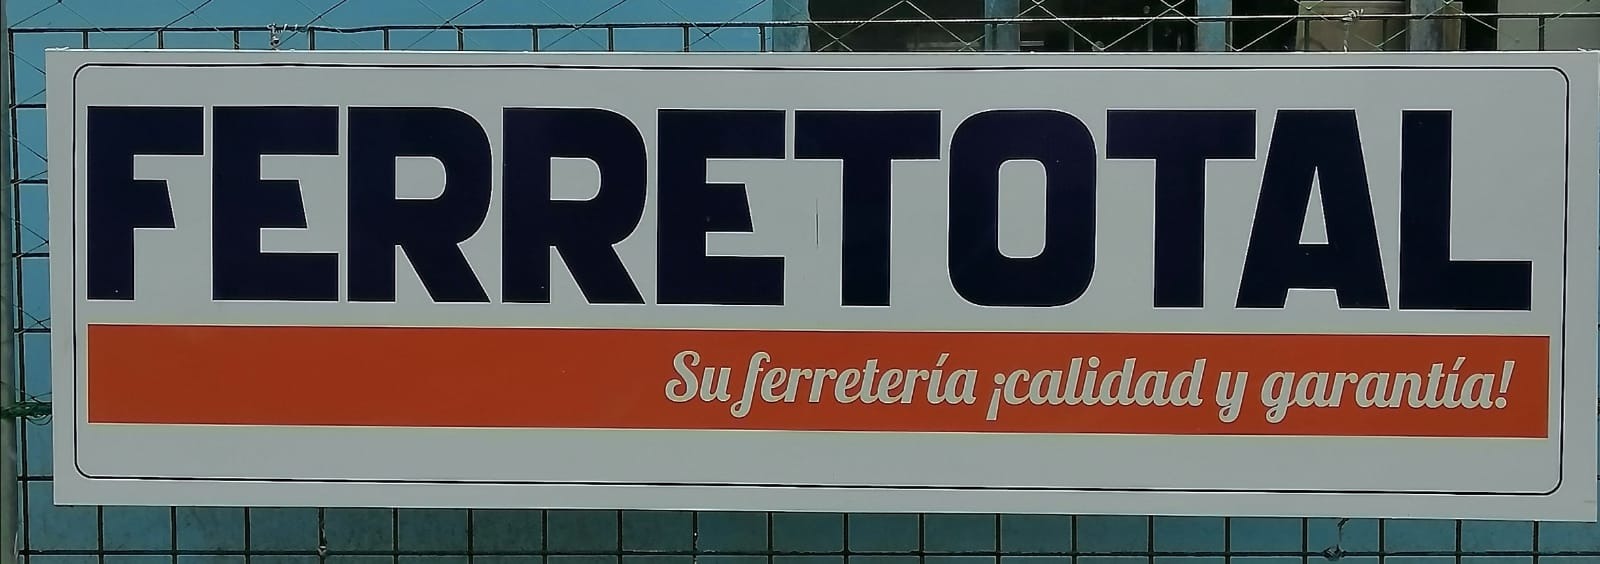 FERRETOTAL
Su ferretería ¡calidad y garantía!